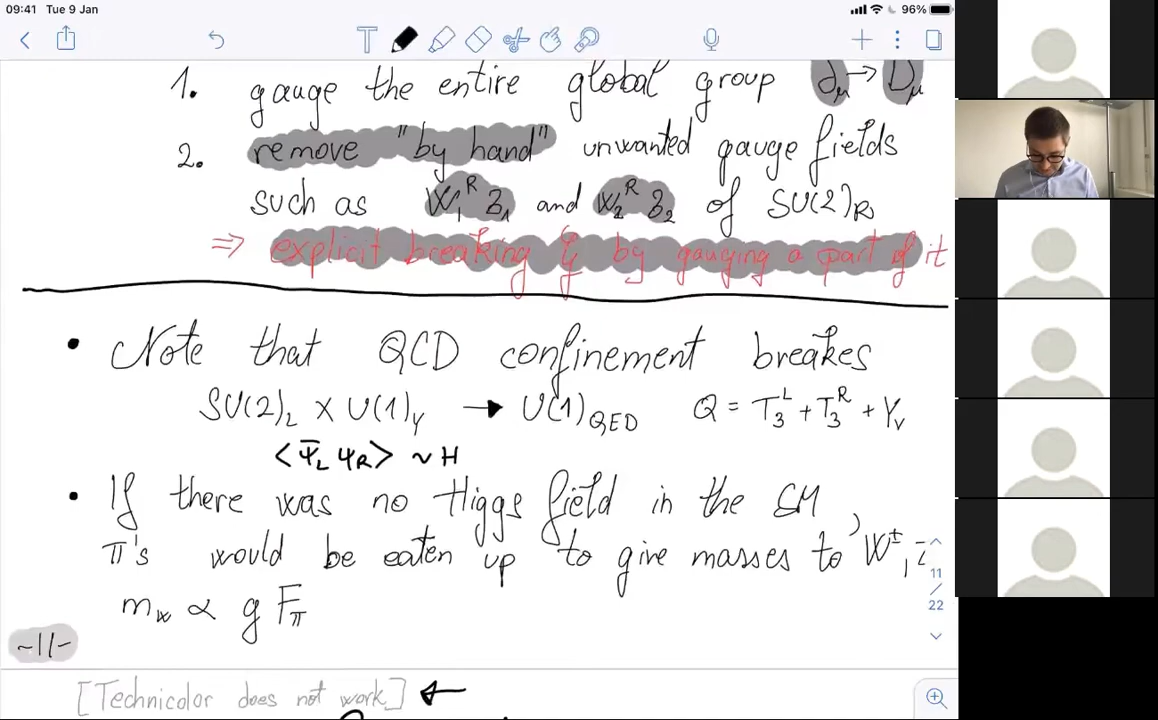 09:41 Tue 9 Jan 96%
1. gauge the entire global group ∂μ → Dμ
2. remove "by hand" unwanted gauge fields
such as W₁ᴿ Z₁ and W₂ᴿ Z₂ of SU(2)R
⇒ explicit breaking G by gauging a part of it
• Note that QCD confinement breakes
SU(2)L × U(1)Y → U(1)QED Q = T₃ᴸ + T₃ᴿ + Yᵥ
<Ψ̄L ΨR> ~ H
• If there was no Higgs field in the SM,
π's would be eaten up to give masses to W±, Z
mw ∝ g Fπ
11
/
22
-11-
[Technicolor does not work] ←